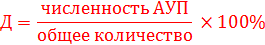 Д = численность АУП / общее количество × 100%